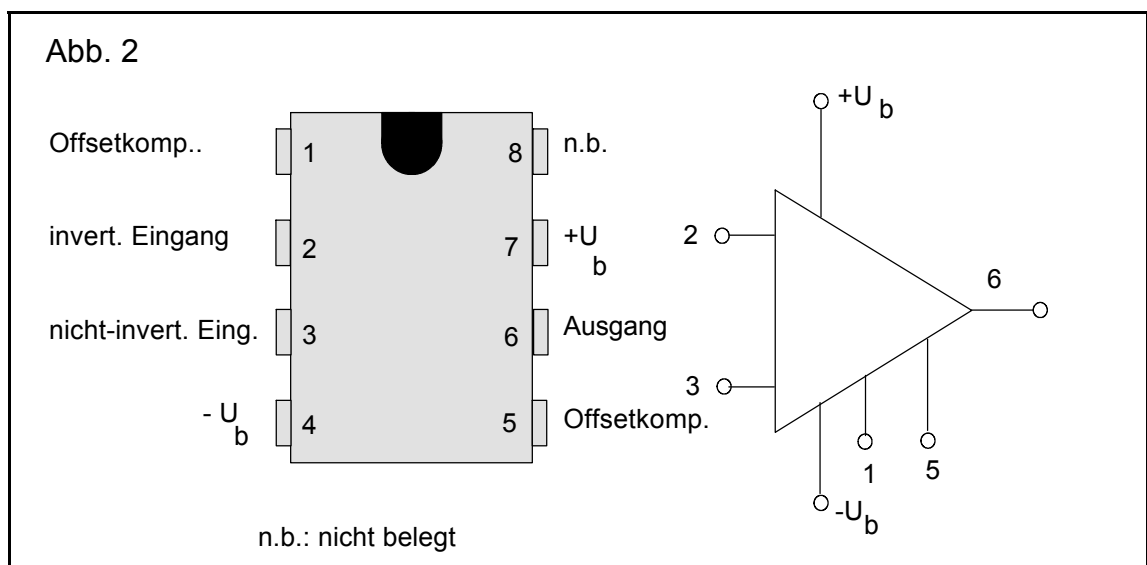 Abb. 2
Offsetkomp..
1
8
n.b.
invert. Eingang
2
7
+U b
nicht-invert. Eing.
3
6
Ausgang
- U b
4
5
Offsetkomp.
n.b.: nicht belegt
+U b
2
6
3
1
5
-U b